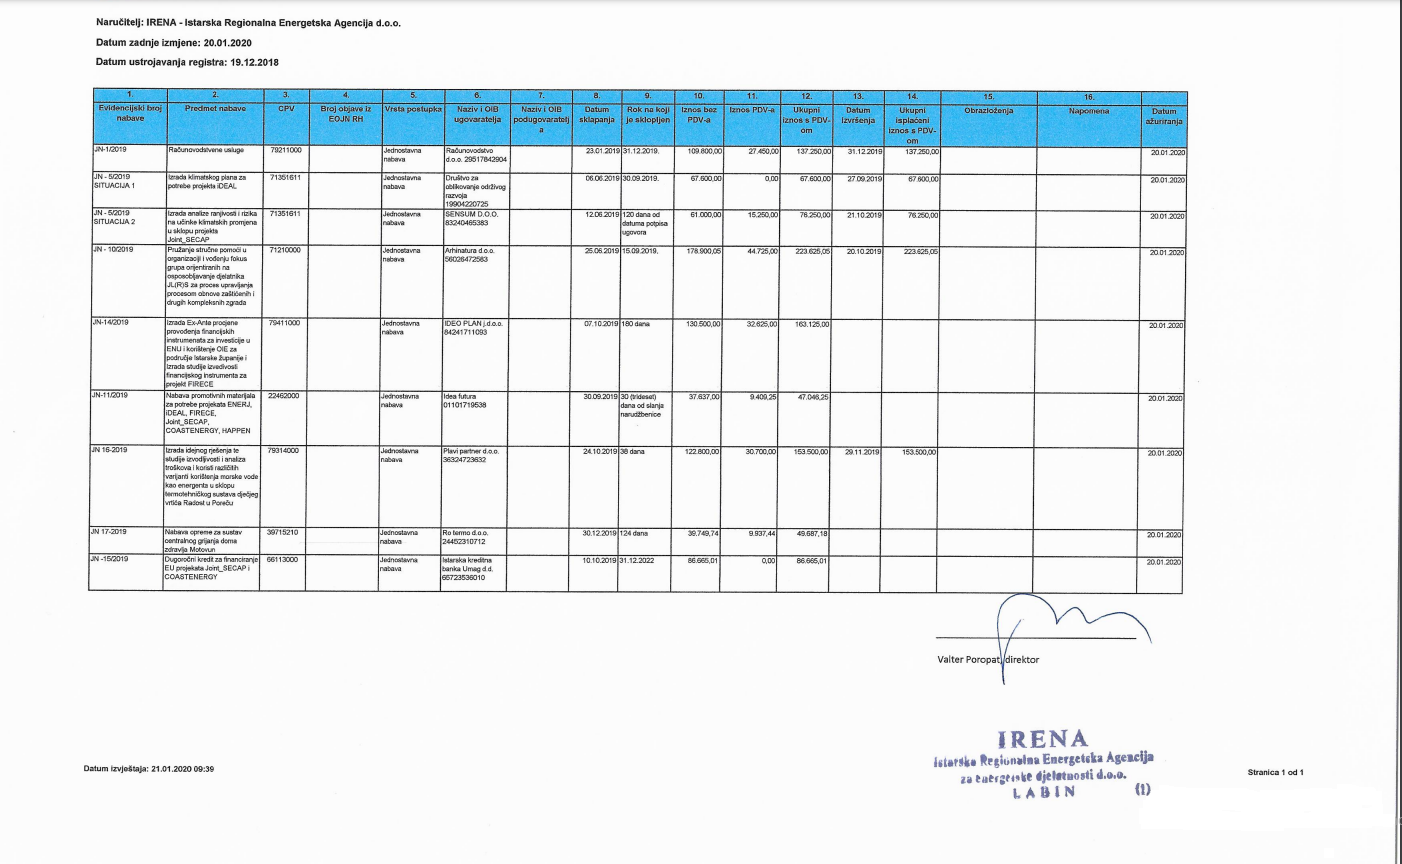 Naručitelj: IRENA - Istarska Regionalna Energetska Agencija d.o.o.
Datum zadnje izmjene: 20.01.2020
Datum ustrojavanja registra: 19.12.2018
1. 2. 3. 4. 5. 6. 7. 8. 9. 10. 11. 12. 13. 14. 15. 16.
Evidencijski broj nabave Predmet nabave CPV Broj objave iz EOJN RH Vrsta postupka Naziv i OIB ugovaratelja Naziv i OIB podugovaratelja Datum sklapanja Rok na koji je sklopljen Iznos bez PDV-a Iznos PDV-a Ukupni iznos s PDV-om Datum izvršenja Ukupni isplaćeni iznos s PDV-om Obrazloženja Napomena Datum ažuriranja
JN-1/2019 Računovodstvene usluge 79211000 Jednostavna nabava Računovodstvo d.o.o. 29517842904 23.01.2019 31.12.2019. 109.800,00 27.450,00 137.250,00 31.12.2019 137.250,00 20.01.2020
JN - 5/2019 SITUACIJA 1 Izrada klimatskog plana za potrebe projekta iDEAL 71351611 Jednostavna nabava Društvo za oblikovanje održivog razvoja 19904220725 06.06.2019 30.09.2019. 67.600,00 0,00 67.600,00 27.09.2019 67.600,00 20.01.2020
JN - 5/2019 SITUACIJA 2 Izrada analize ranjivosti i rizika na učinke klimatskih promjena u sklopu projekta Joint_SECAP 71351611 Jednostavna nabava SENSUM D.O.O. 83240465383 12.06.2019 120 dana od datuma potpisa ugovora 61.000,00 15.250,00 76.250,00 21.10.2019 76.250,00 20.01.2020
JN - 10/2019 Pružanje stručne pomoći u organizaciji i vođenju fokus grupa orijentiranih na osposobljavanje djelatnika JL(R)S za proces upravljanja procesom obnove zaštićenih i drugih kompleksnih zgrada 71210000 Jednostavna nabava Arhinatura d.o.o. 56026472583 25.06.2019 15.09.2019. 178.900,05 44.725,00 223.625,05 20.10.2019 223.625,05 20.01.2020
JN-14/2019 Izrada Ex-Ante procjene provođenja financijskih instrumenata za investicije u ENU i korištenje OIE za područje Istarske županije i izrada studije izvedivosti financijskog instrumenta za projekt FIRECE 79411000 Jednostavna nabava IDEO PLAN j.d.o.o. 84241711093 07.10.2019 180 dana 130.500,00 32.625,00 163.125,00 20.01.2020
JN-11/2019 Nabava promotivnih materijala za potrebe projekata ENERJ, iDEAL, FIRECE, Joint_SECAP, COASTENERGY, HAPPEN 22462000 Jednostavna nabava Idea futura 01101719538 30.09.2019 30 (trideset) dana od slanja narudžbenice 37.637,00 9.409,25 47.046,25 20.01.2020
JN 16-2019 Izrada idejnog rješenja te studije izvodljivosti i analiza troškova i koristi različitih varijanti korištenja morske vode kao energenta u sklopu termotehničkog sustava dječjeg vrtića Radost u Poreču 79314000 Jednostavna nabava Plavi partner d.o.o. 36324723632 24.10.2019 38 dana 122.800,00 30.700,00 153.500,00 29.11.2019 153.500,00 20.01.2020
JN 17-2019 Nabava opreme za sustav centralnog grijanja doma zdravlja Motovun 39715210 Jednostavna nabava Ro termo d.o.o. 24452310712 30.12.2019 124 dana 39.749,74 9.937,44 49.687,18 20.01.2020
JN -15/2019 Dugoročni kredit za financiranje EU projekata Joint_SECAP i COASTENERGY 66113000 Jednostavna nabava Istarska kreditna banka Umag d.d. 65723536010 10.10.2019 31.12.2022 86.665,01 0,00 86.665,01 20.01.2020
Valter Poropat, direktor
IRENA
Istarska Regionalna Energetska Agencija
za energetske djelatnosti d.o.o.
LABIN (1)
Datum izvještaja: 21.01.2020 09:39
Stranica 1 od 1